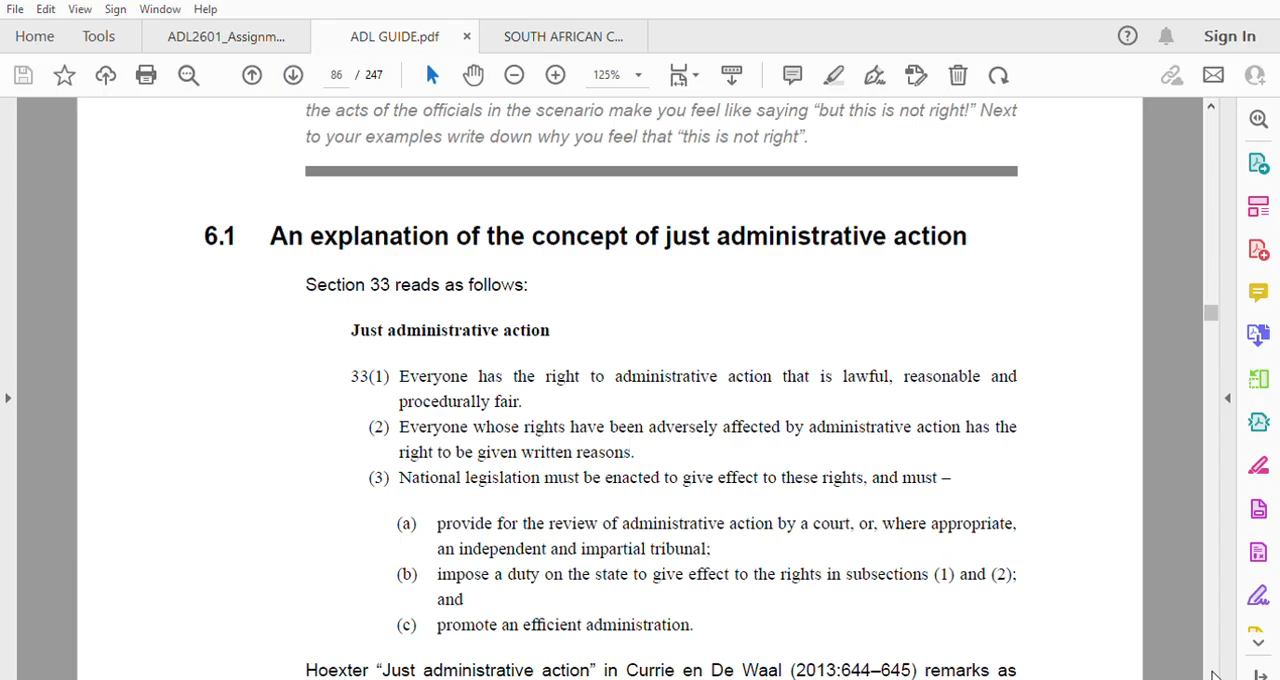 File Edit View Sign Window Help
Home Tools ADL2601_Assignm... ADL GUIDE.pdf × SOUTH AFRICAN C... Sign In
86 / 247 125%
the acts of the officials in the scenario make you feel like saying “but this is not right!” Next
to your examples write down why you feel that “this is not right”.
6.1 An explanation of the concept of just administrative action
Section 33 reads as follows:
Just administrative action
33(1) Everyone has the right to administrative action that is lawful, reasonable and
procedurally fair.
(2) Everyone whose rights have been adversely affected by administrative action has the
right to be given written reasons.
(3) National legislation must be enacted to give effect to these rights, and must –
(a) provide for the review of administrative action by a court, or, where appropriate,
an independent and impartial tribunal;
(b) impose a duty on the state to give effect to the rights in subsections (1) and (2);
and
(c) promote an efficient administration.
Hoexter “Just administrative action” in Currie en De Waal (2013:644–645) remarks as